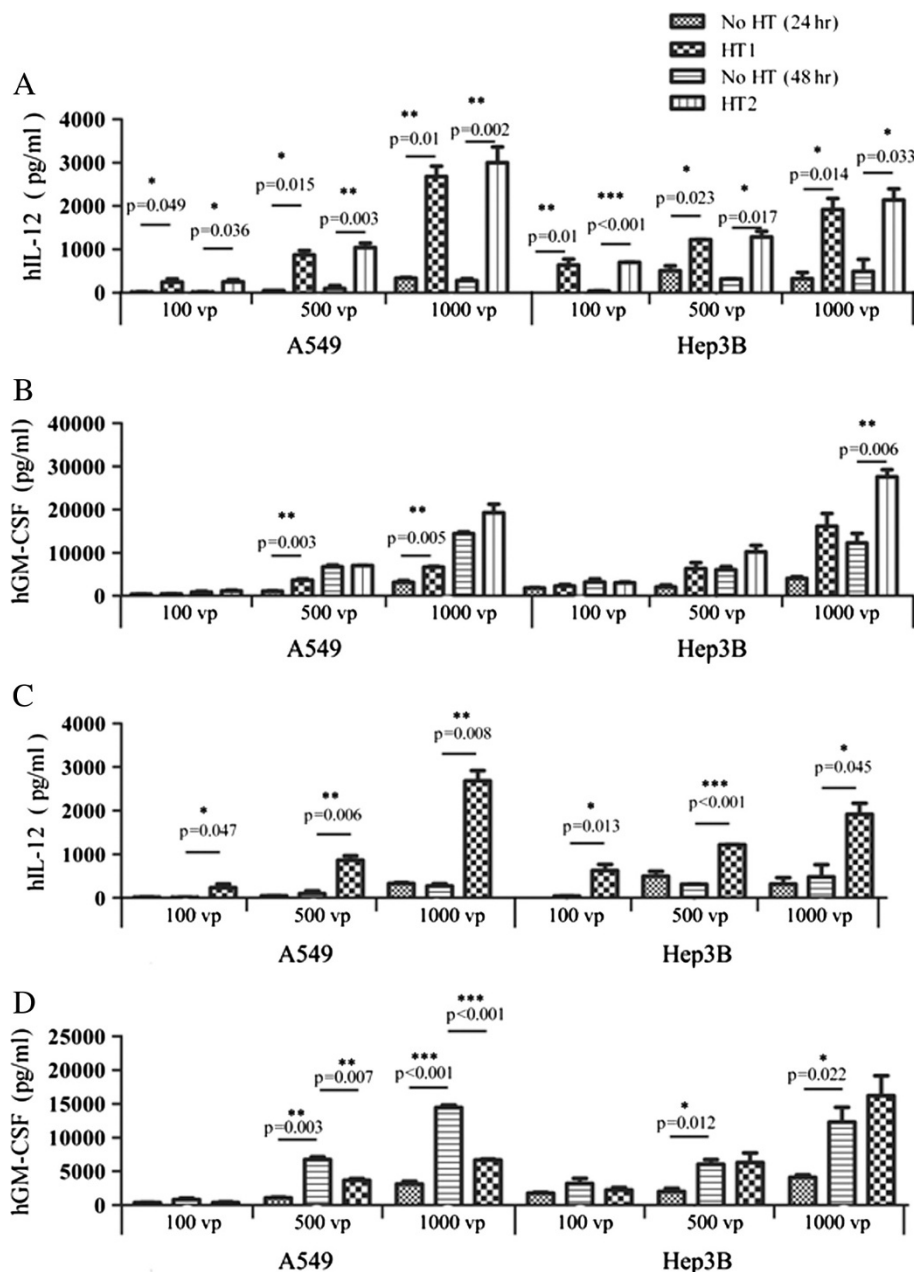 No HT (24 hr)
HT1
No HT (48 hr)
HT2
A
hIL-12 ( pg/ml)
4000
3000
2000
1000
0
*
p=0.049
*
p=0.036
*
p=0.015
**
p=0.003
**
p=0.01
**
p=0.002
**
p=0.01
***
p<0.001
*
p=0.023
*
p=0.017
*
p=0.014
*
p=0.033
100 vp 500 vp 1000 vp 100 vp 500 vp 1000 vp
A549 Hep3B
B
hGM-CSF (pg/ml)
40000
30000
20000
10000
0
**
p=0.003
**
p=0.005
**
p=0.006
100 vp 500 vp 1000 vp 100 vp 500 vp 1000 vp
A549 Hep3B
C
hIL-12 ( pg/ml)
4000
3000
2000
1000
0
*
p=0.047
**
p=0.006
**
p=0.008
*
p=0.013
***
p<0.001
*
p=0.045
100 vp 500 vp 1000 vp 100 vp 500 vp 1000 vp
A549 Hep3B
D
hGM-CSF (pg/ml)
25000
20000
15000
10000
5000
0
**
p=0.003
**
p=0.007
***
p<0.001
***
p<0.001
*
p=0.012
*
p=0.022
100 vp 500 vp 1000 vp 100 vp 500 vp 1000 vp
A549 Hep3B